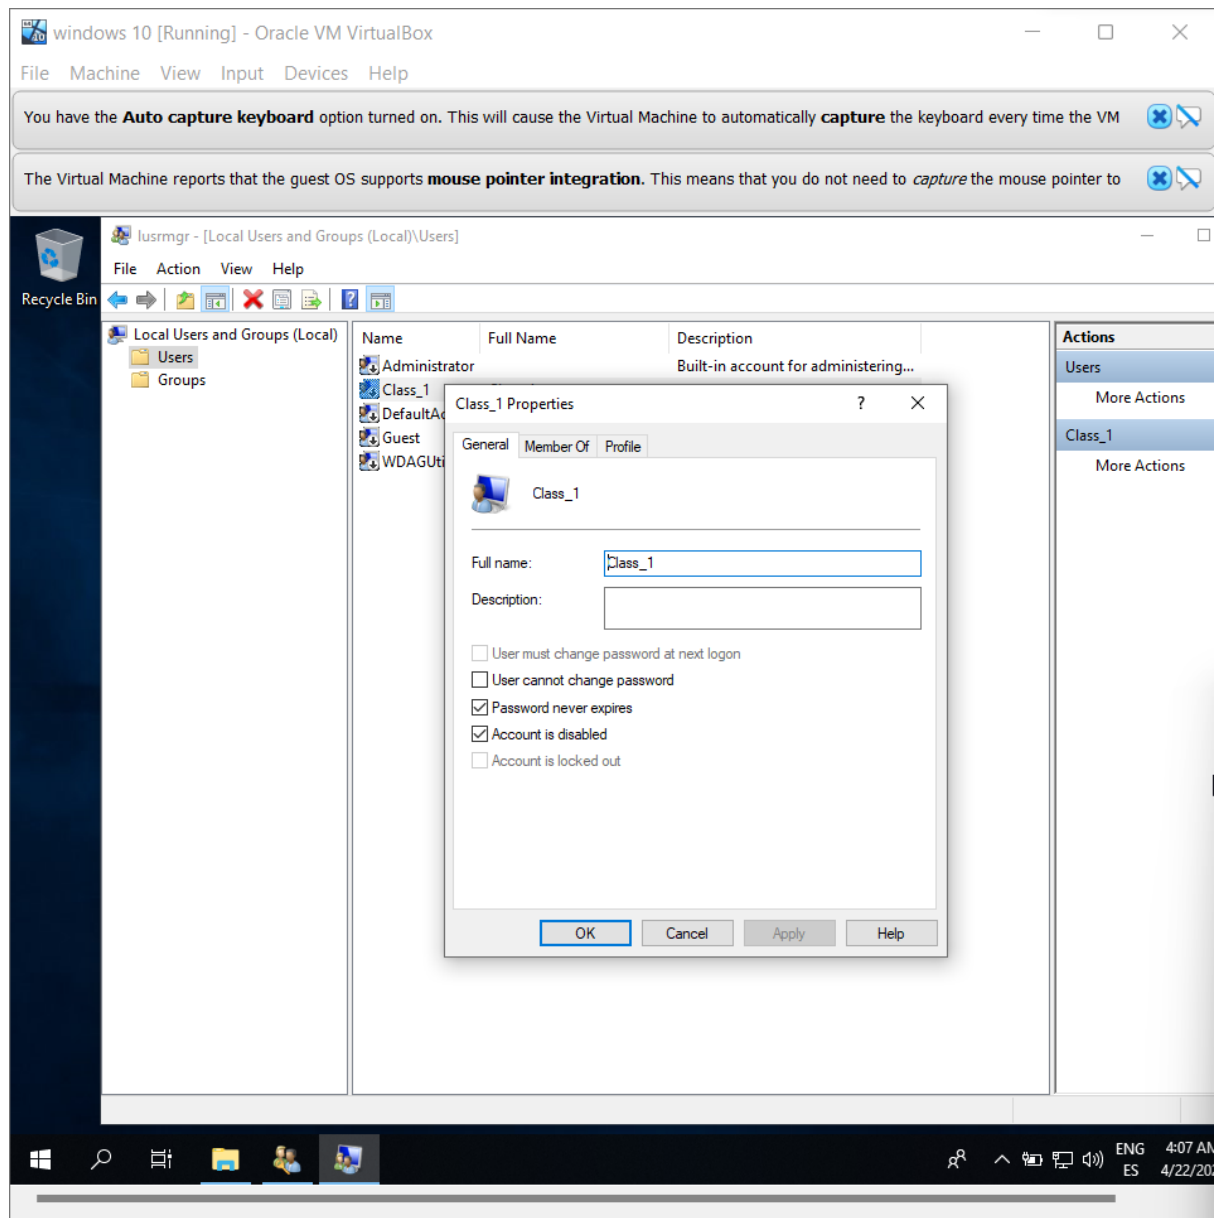 windows 10 [Running] - Oracle VM VirtualBox
File Machine View Input Devices Help
You have the Auto capture keyboard option turned on. This will cause the Virtual Machine to automatically capture the keyboard every time the VM
The Virtual Machine reports that the guest OS supports mouse pointer integration. This means that you do not need to capture the mouse pointer to
Recycle Bin
lusrmgr - [Local Users and Groups (Local)\Users]
File Action View Help
Local Users and Groups (Local)
Users
Groups
Name Full Name Description
Administrator Built-in account for administering...
Class_1
DefaultAc
Guest
WDAGUti
Class_1 Properties
General Member Of Profile
Class_1
Full name: Class_1
Description:
User must change password at next logon
User cannot change password
Password never expires
Account is disabled
Account is locked out
OK Cancel Apply Help
Actions
Users
More Actions
Class_1
More Actions
ENG 4:07 AM
ES 4/22/202